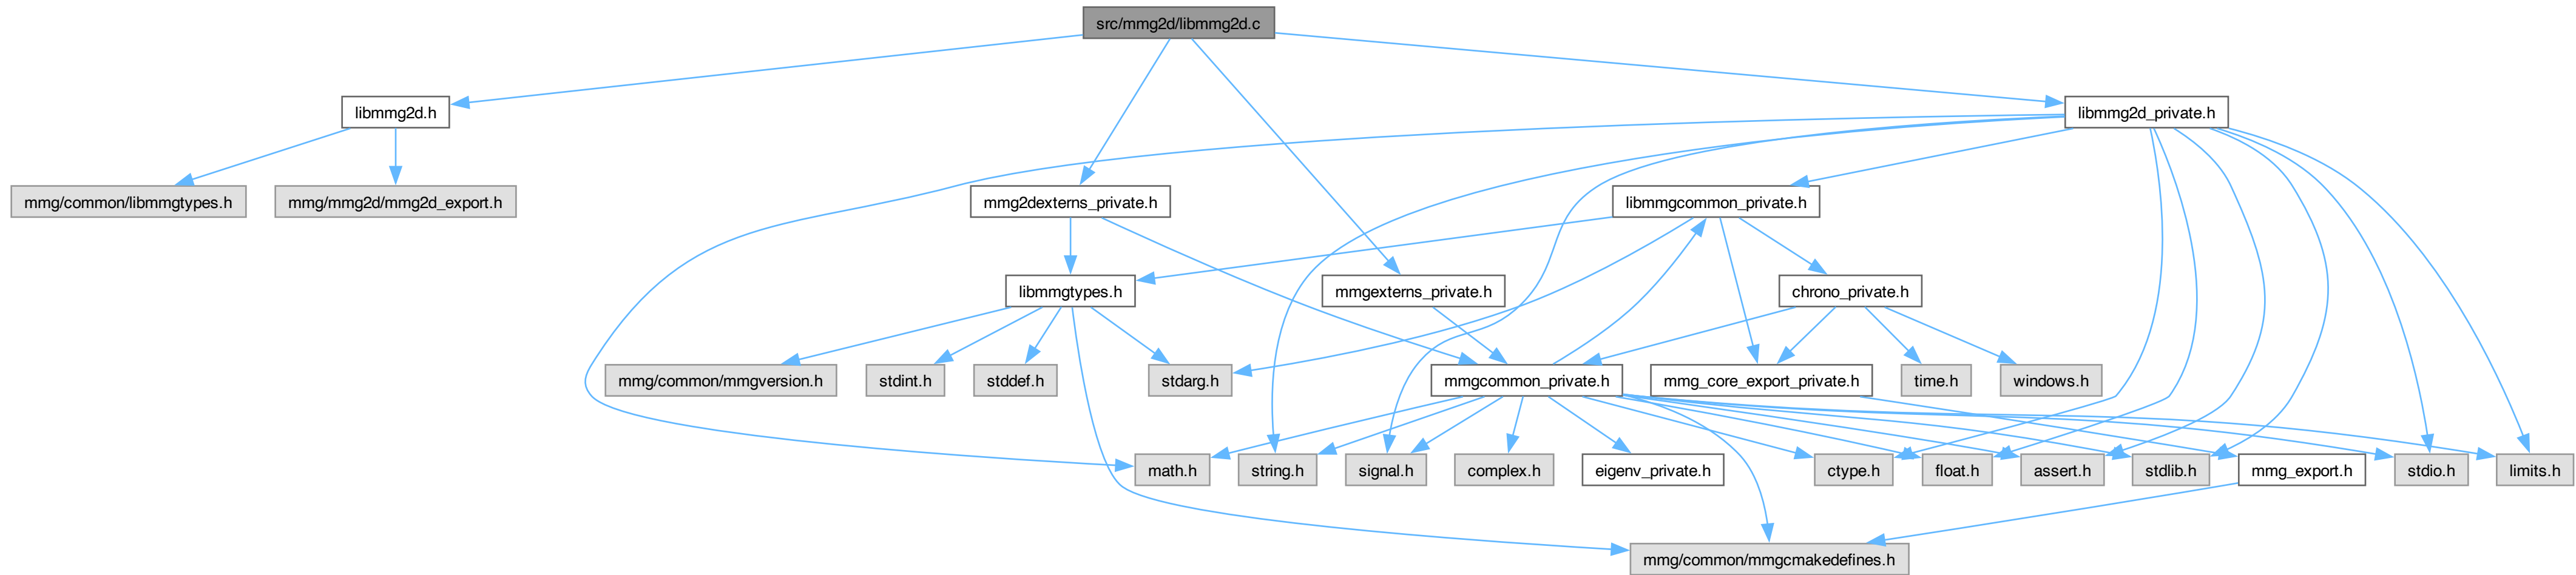 src/mmg2d/libmmg2d.c
libmmg2d.h
libmmg2d_private.h
mmg/common/libmmgtypes.h
mmg/mmg2d/mmg2d_export.h
mmg2dexterns_private.h
libmmgcommon_private.h
libmmgtypes.h
mmgexterns_private.h
chrono_private.h
mmg/common/mmgversion.h
stdint.h
stddef.h
stdarg.h
mmgcommon_private.h
mmg_core_export_private.h
time.h
windows.h
math.h
string.h
signal.h
complex.h
eigenv_private.h
ctype.h
float.h
assert.h
stdlib.h
mmg_export.h
stdio.h
limits.h
mmg/common/mmgcmakedefines.h